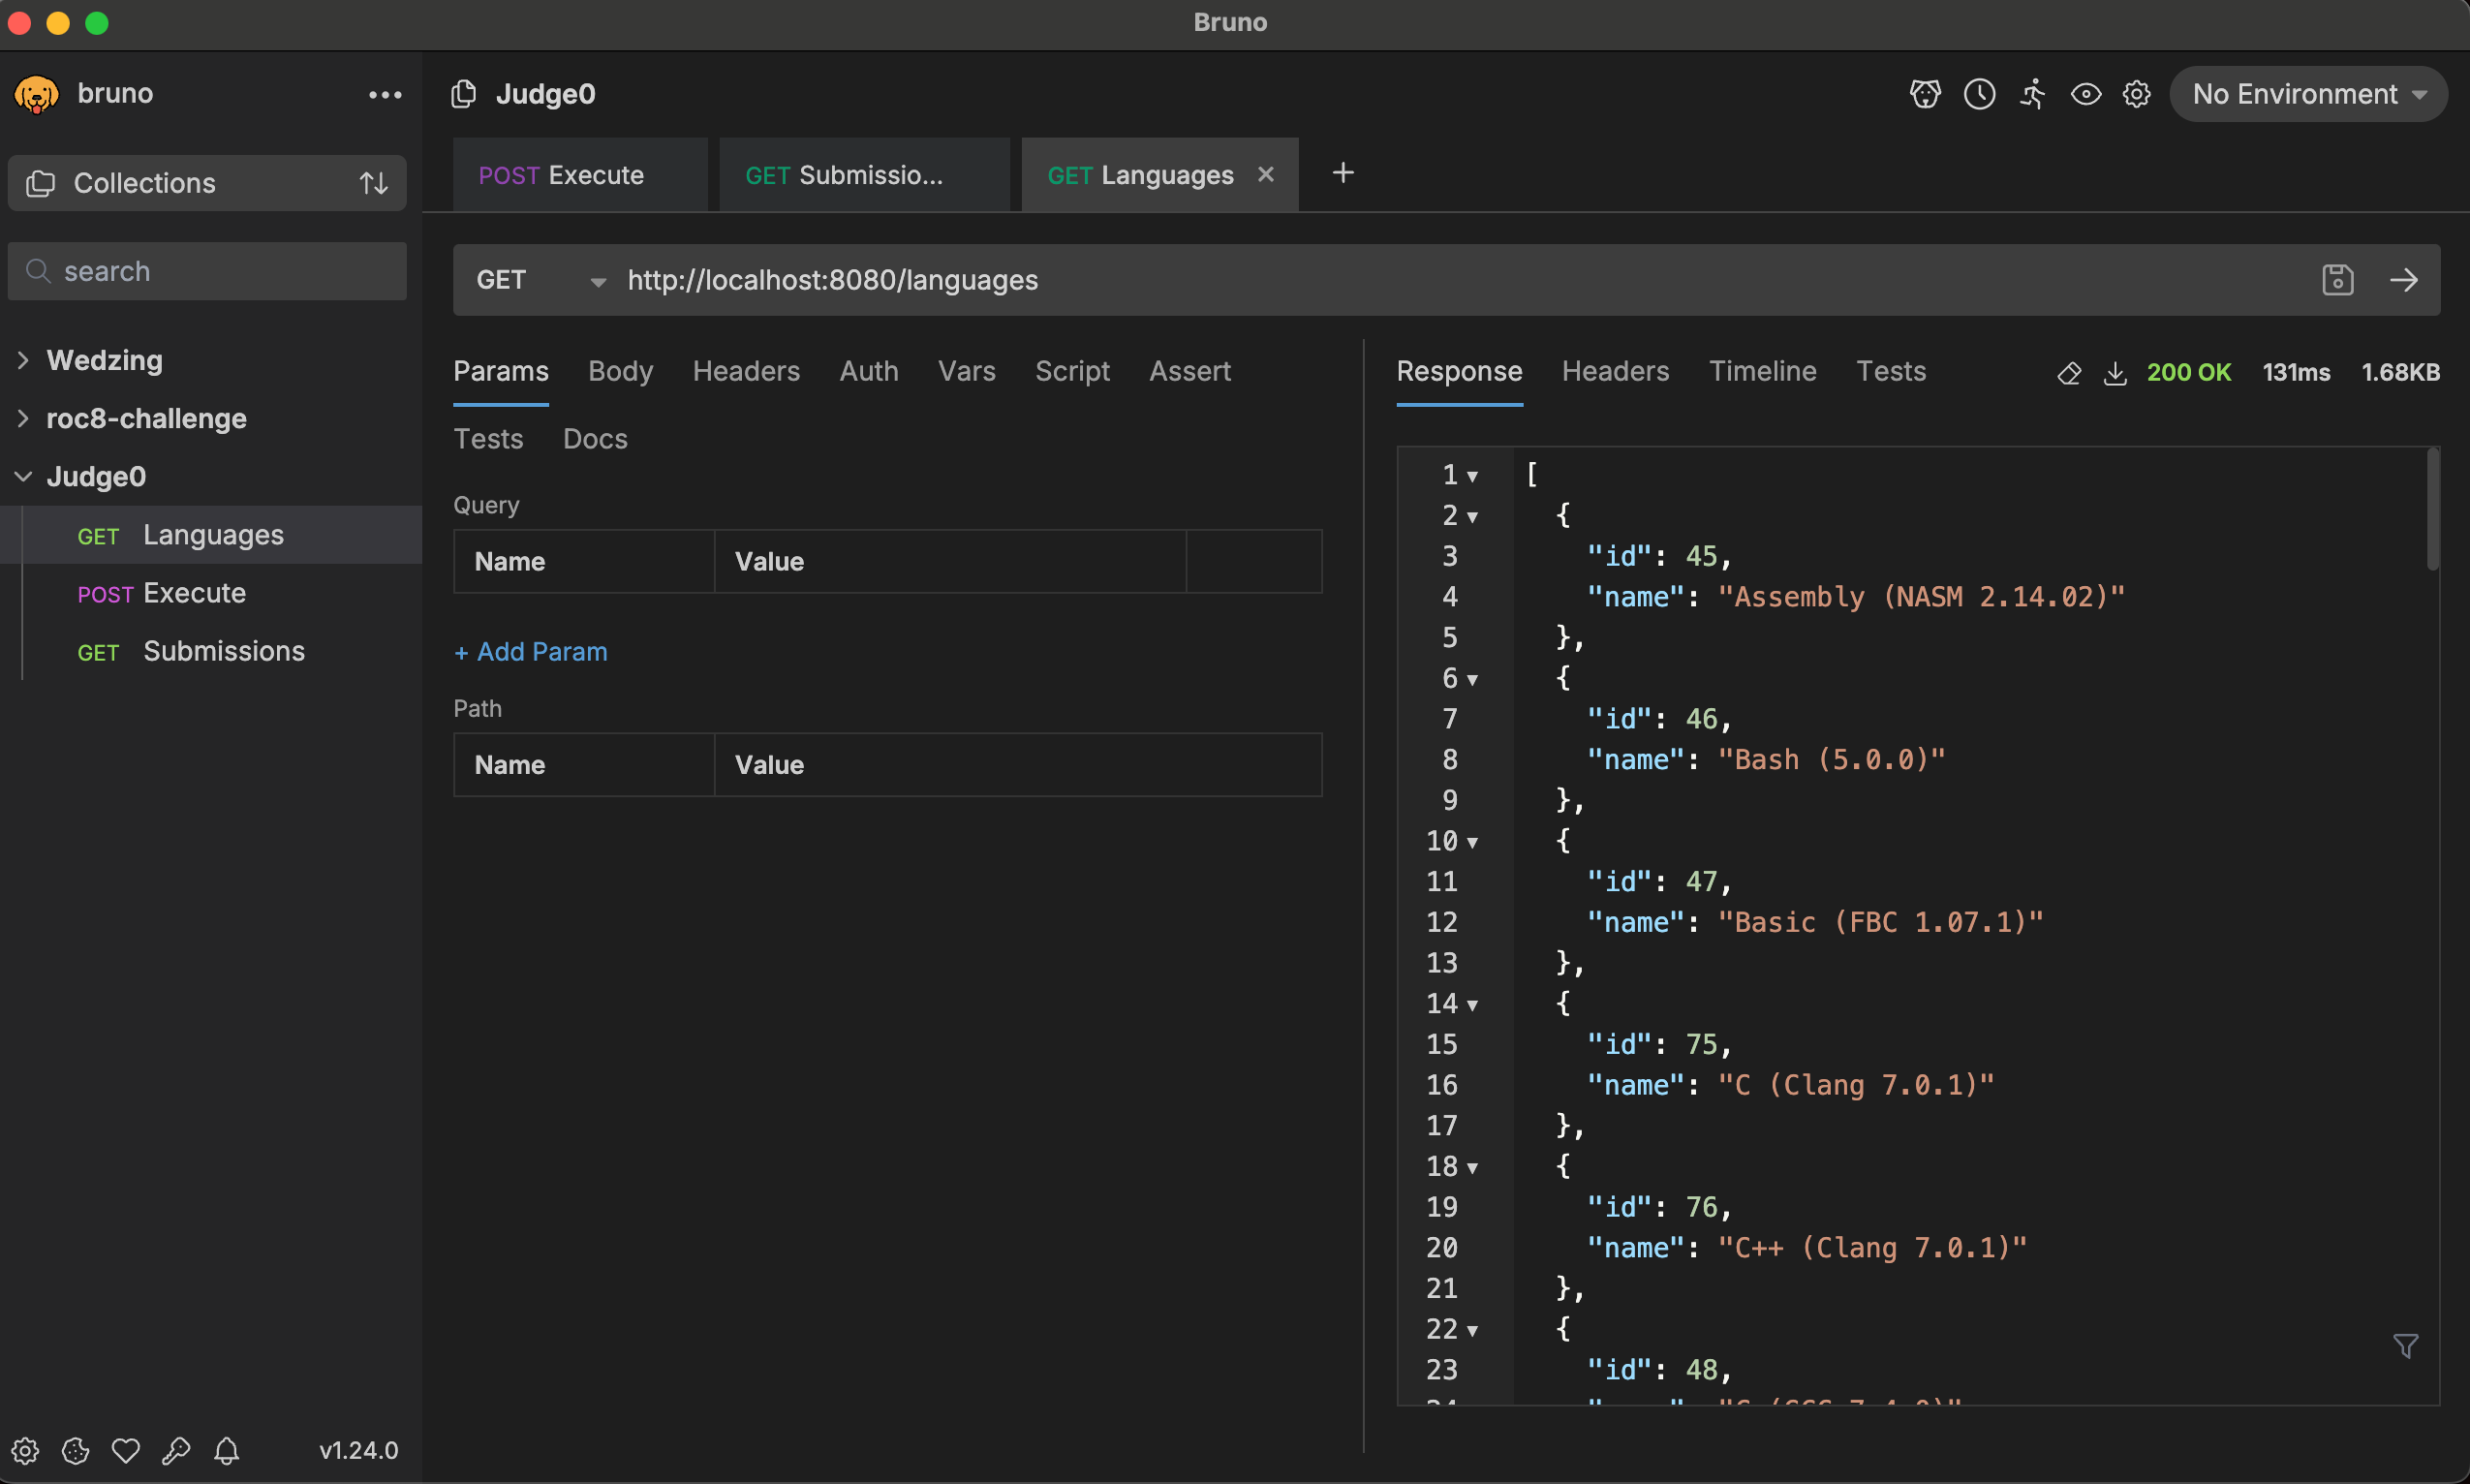 Bruno
bruno
Collections
search
Wedzing
roc8-challenge
Judge0
GET Languages
POST Execute
GET Submissions
v1.24.0
Judge0
No Environment
POST Execute
GET Submissio...
GET Languages
GET http://localhost:8080/languages
Params Body Headers Auth Vars Script Assert
Tests Docs
Query
Name Value
+ Add Param
Path
Name Value
Response Headers Timeline Tests 200 OK 131ms 1.68KB
1 [
2 {
3 "id": 45,
4 "name": "Assembly (NASM 2.14.02)"
5 },
6 {
7 "id": 46,
8 "name": "Bash (5.0.0)"
9 },
10 {
11 "id": 47,
12 "name": "Basic (FBC 1.07.1)"
13 },
14 {
15 "id": 75,
16 "name": "C (Clang 7.0.1)"
17 },
18 {
19 "id": 76,
20 "name": "C++ (Clang 7.0.1)"
21 },
22 {
23 "id": 48,